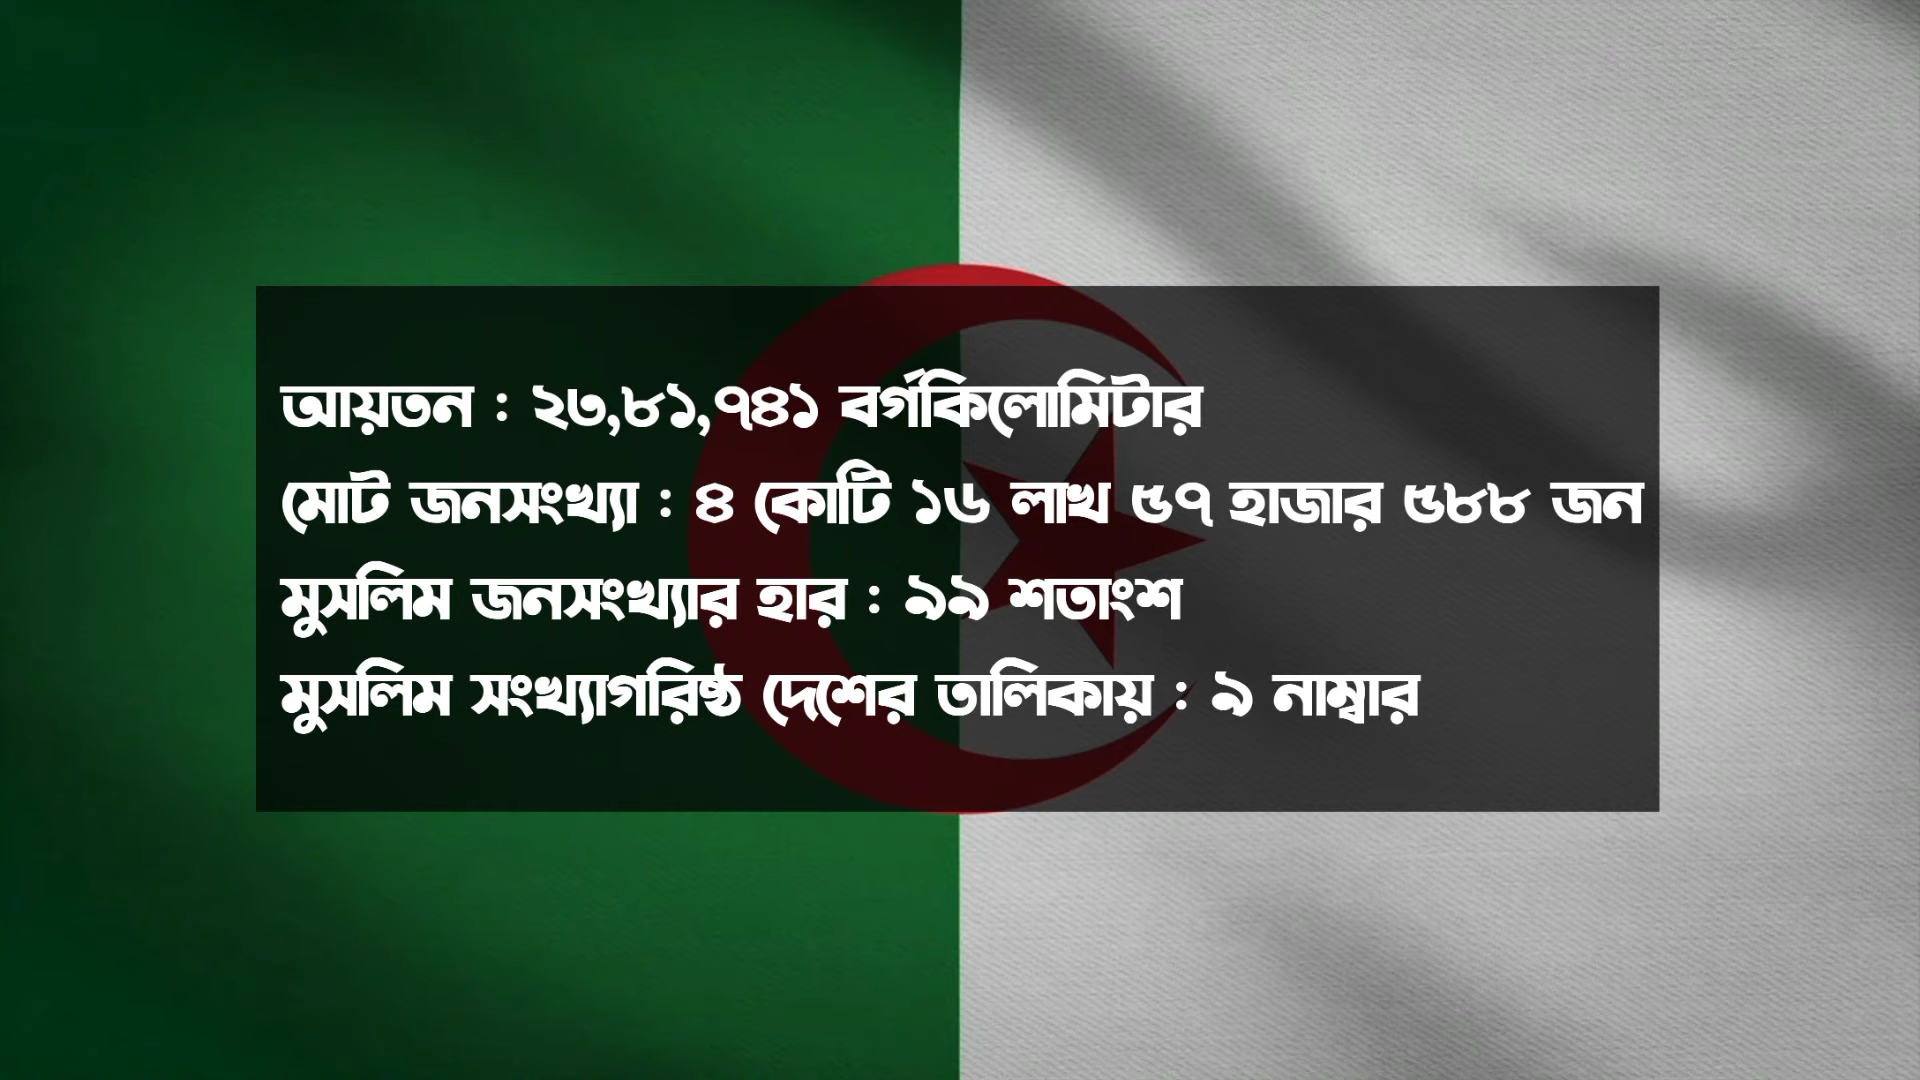 আয়তন : ২৩,৮১,৭৪১ বর্গকিলোমিটার
মোট জনসংখ্যা : ৪ কোটি ১৬ লাখ ৫৭ হাজার ৫৮৮ জন
মুসলিম জনসংখ্যার হার : ৯৯ শতাংশ
মুসলিম সংখ্যাগরিষ্ঠ দেশের তালিকায় : ৯ নাম্বার